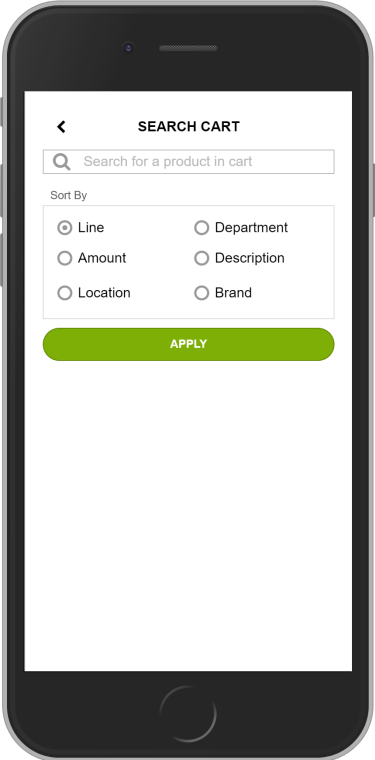 SEARCH CART
Search for a product in cart
Sort By
Line
Department
Amount
Description
Location
Brand
APPLY